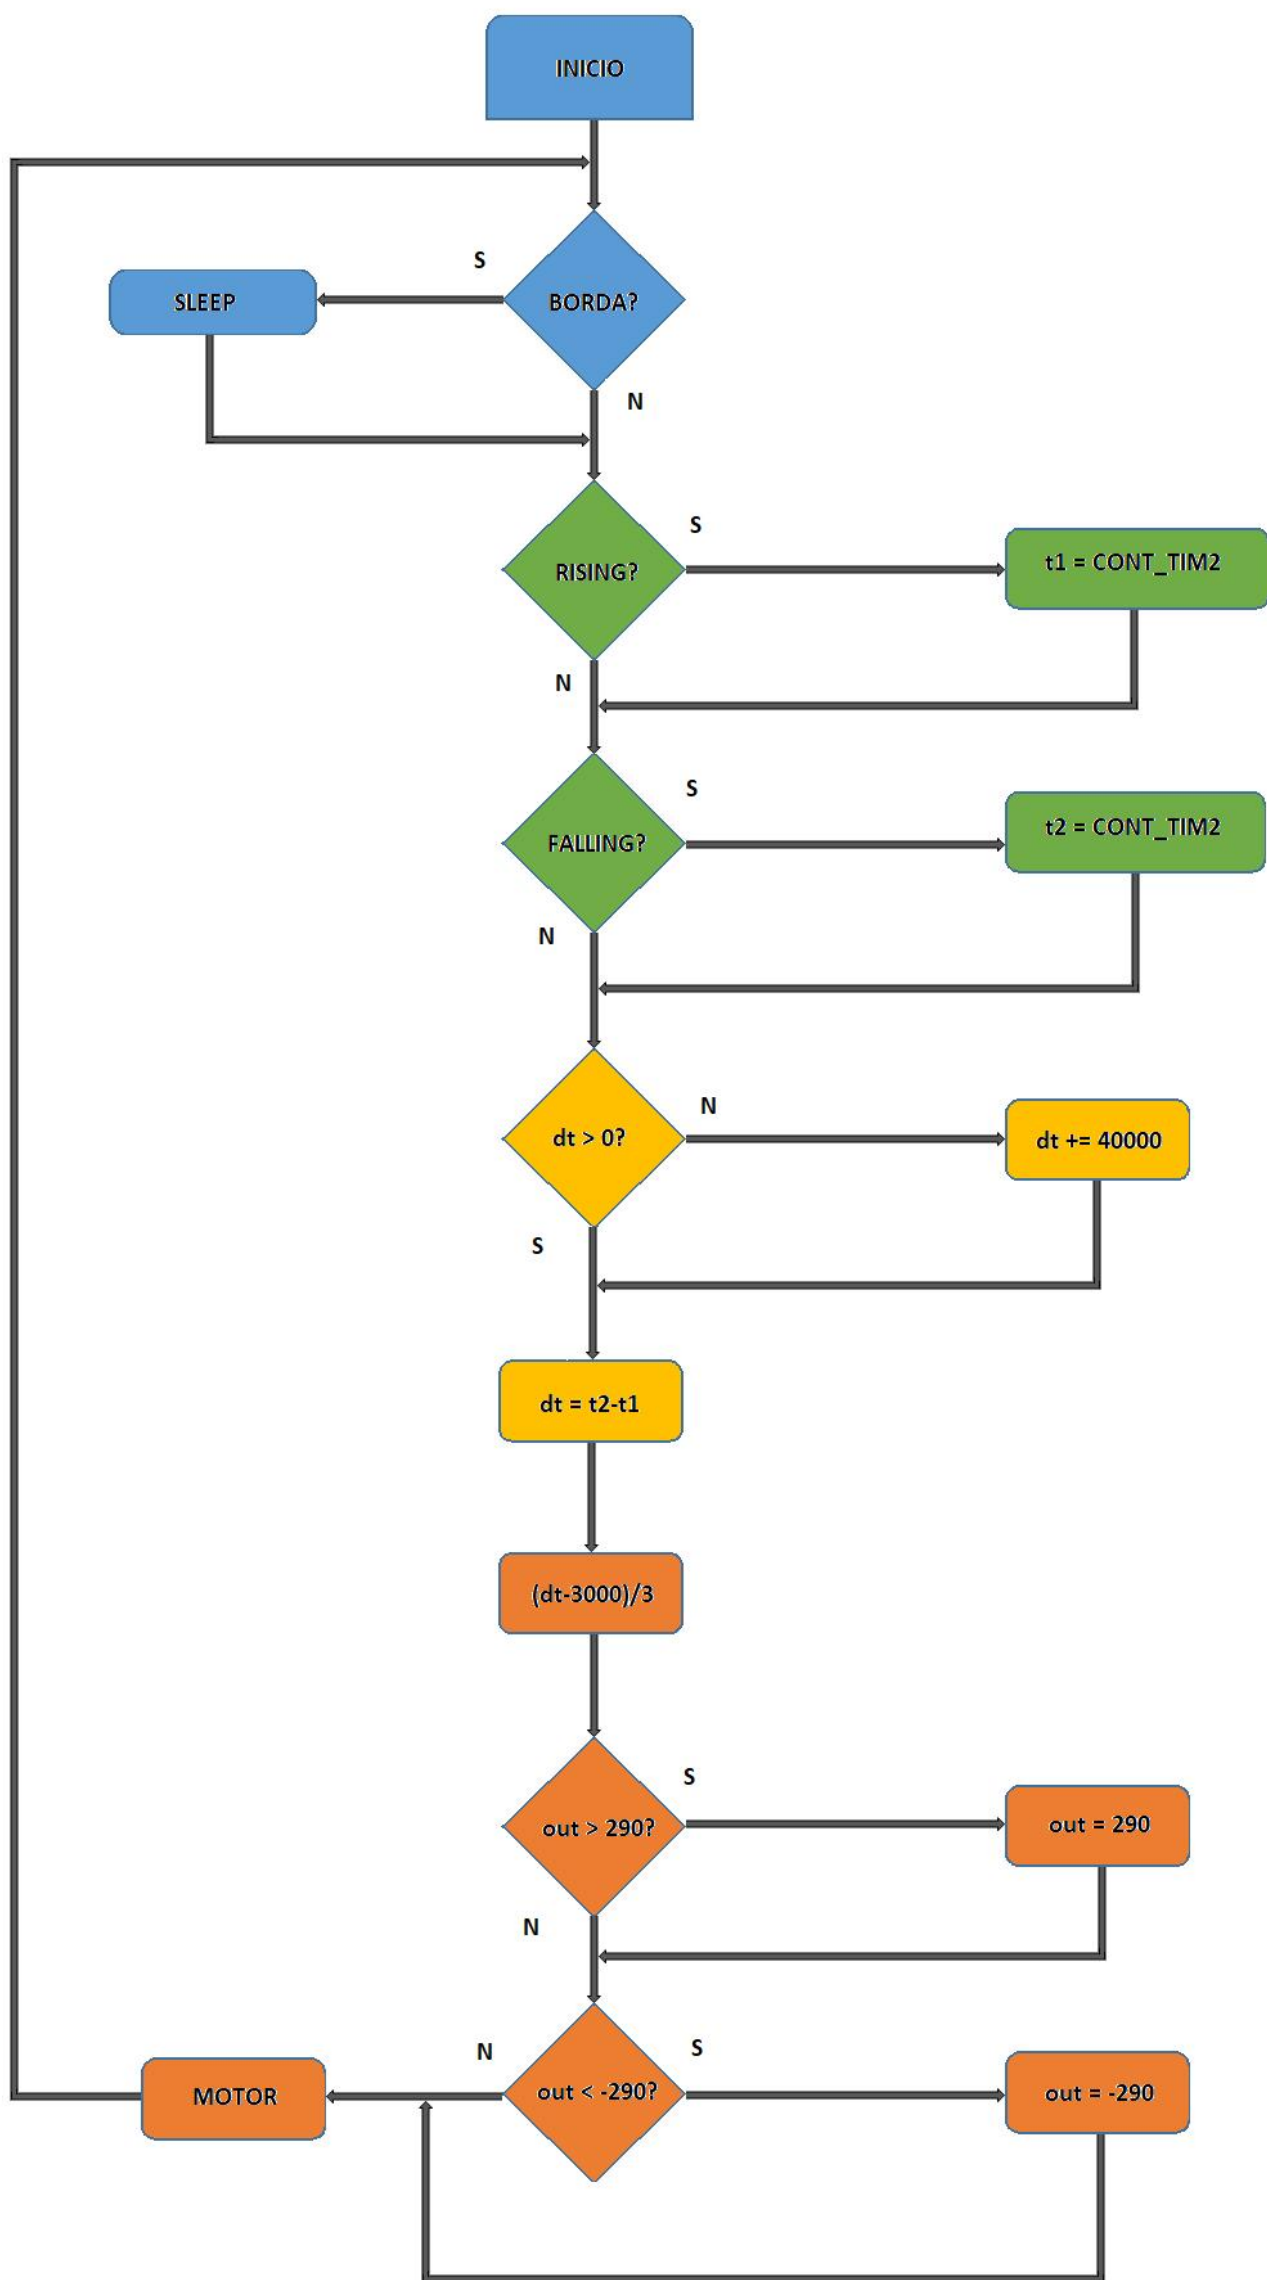 INICIO
S
SLEEP
BORDA?
N
S
RISING?
t1 = CONT_TIM2
N
S
FALLING?
t2 = CONT_TIM2
N
N
dt > 0?
dt += 40000
S
dt = t2-t1
(dt-3000)/3
S
out > 290?
out = 290
N
N
S
MOTOR
out < -290?
out = -290